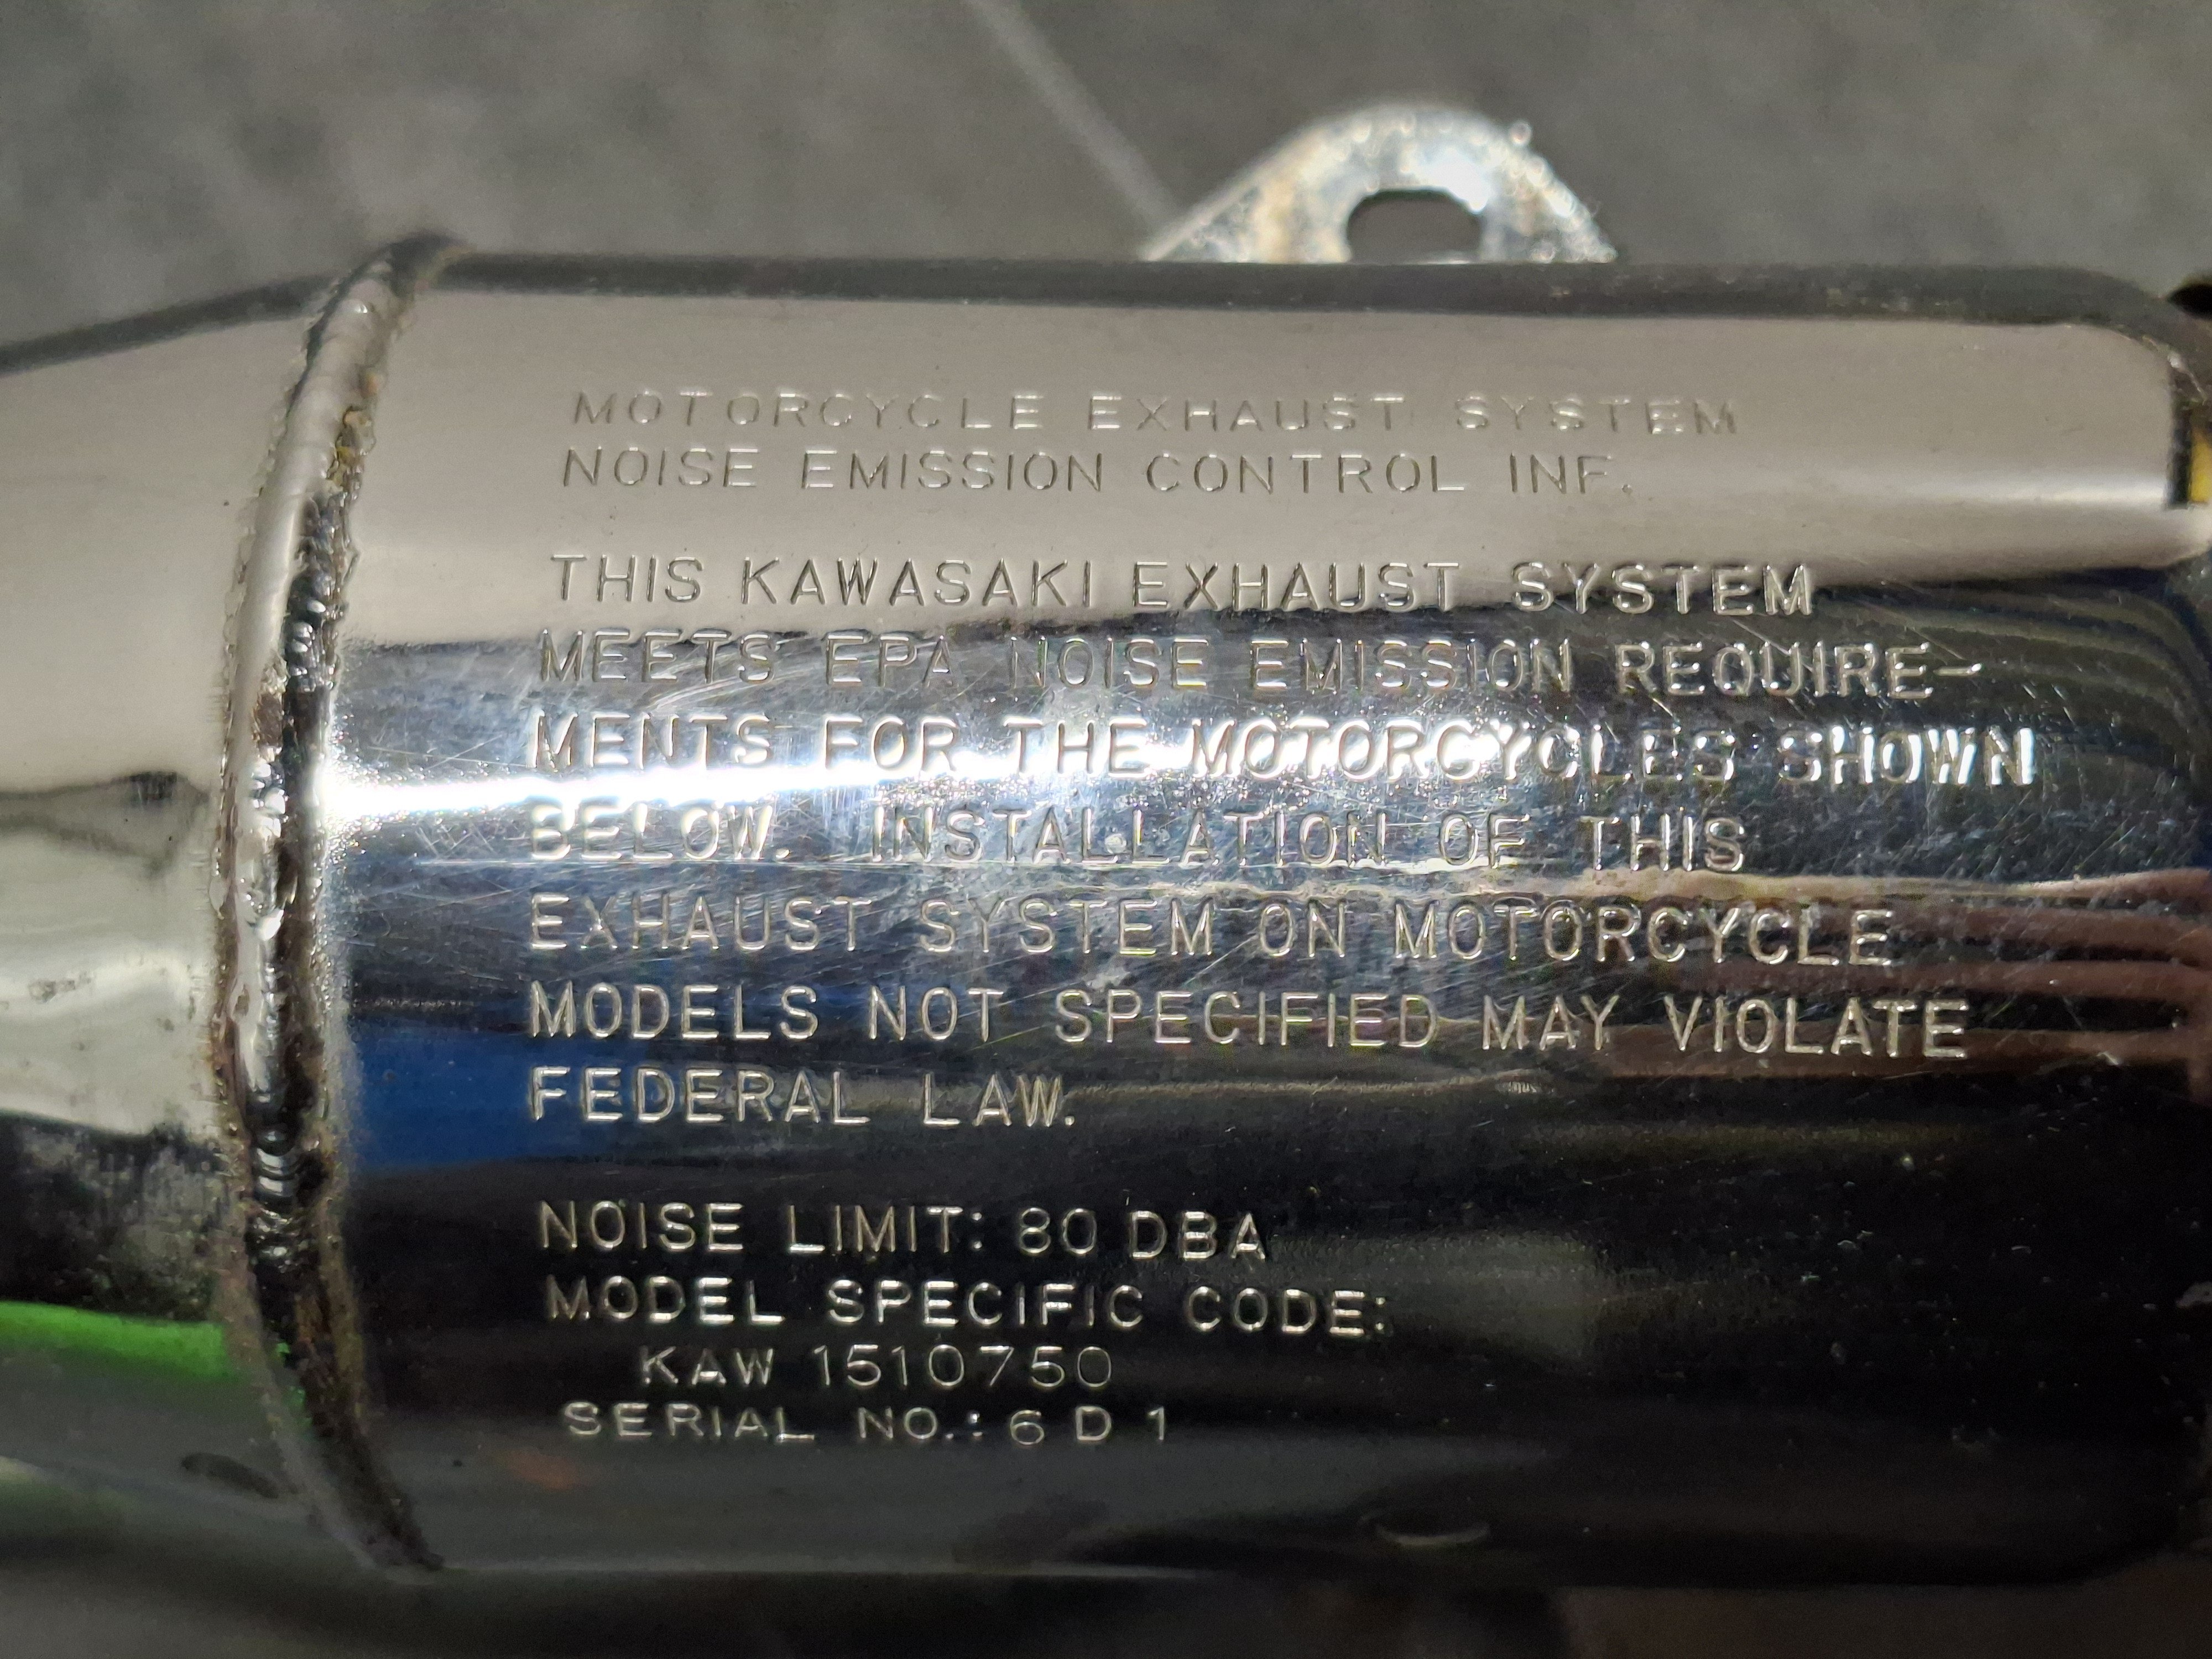 MOTORCYCLE EXHAUST SYSTEM
NOISE EMISSION CONTROL INF.
THIS KAWASAKI EXHAUST SYSTEM
MEETS EPA NOISE EMISSION REQUIRE-
MENTS FOR THE MOTORCYCLES SHOWN
BELOW. INSTALLATION OF THIS
EXHAUST SYSTEM ON MOTORCYCLE
MODELS NOT SPECIFIED MAY VIOLATE
FEDERAL LAW.
NOISE LIMIT: 80 DBA
MODEL SPECIFIC CODE:
KAW 1510750
SERIAL NO.: 6 D 1